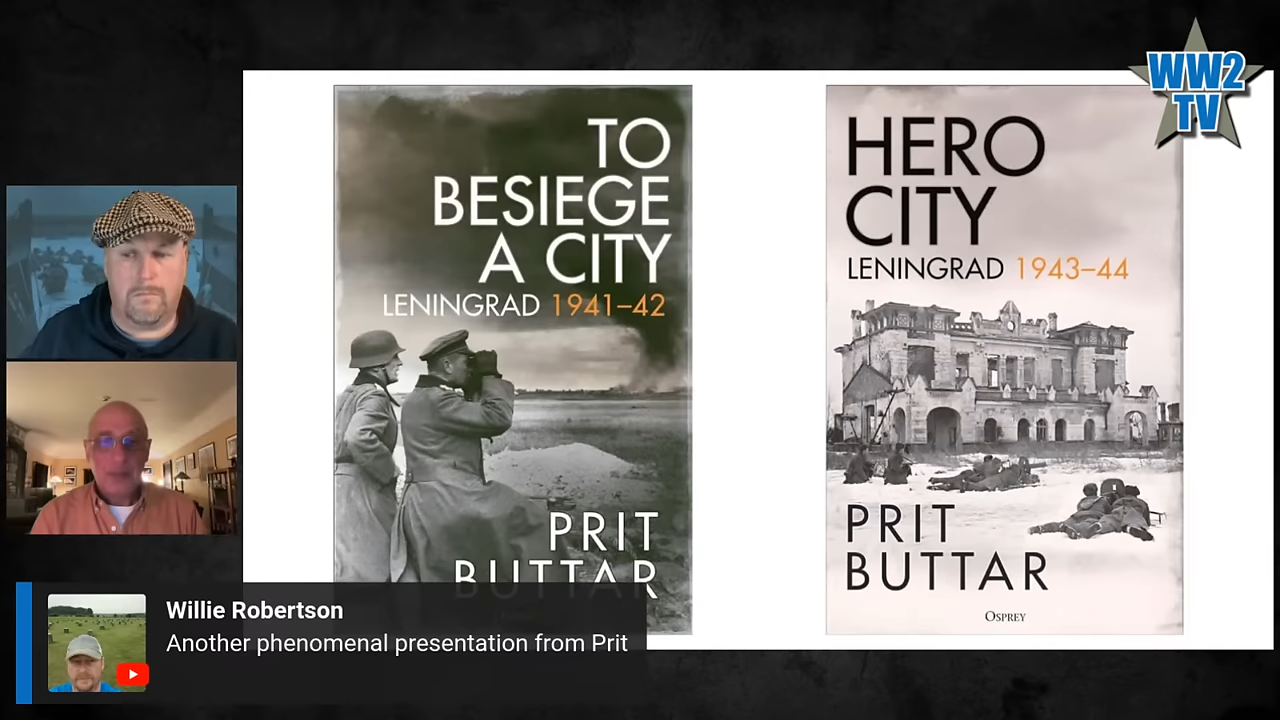 WW2
TV
TO
BESIEGE
A CITY
LENINGRAD 1941–42
PRIT
BUTTAR
HERO
CITY
LENINGRAD 1943–44
PRIT
BUTTAR
OSPREY
Willie Robertson
Another phenomenal presentation from Prit